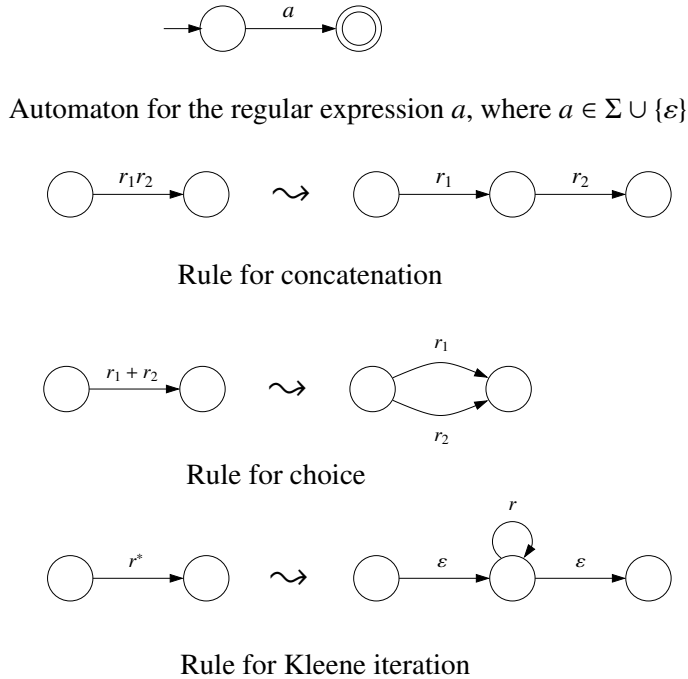 a
Automaton for the regular expression a, where a ∈ Σ ∪ {ε}
r₁r₂ ⇝ r₁ r₂
Rule for concatenation
r₁ + r₂ ⇝ r₁
r₂
Rule for choice
r
r* ⇝ ε ε
Rule for Kleene iteration